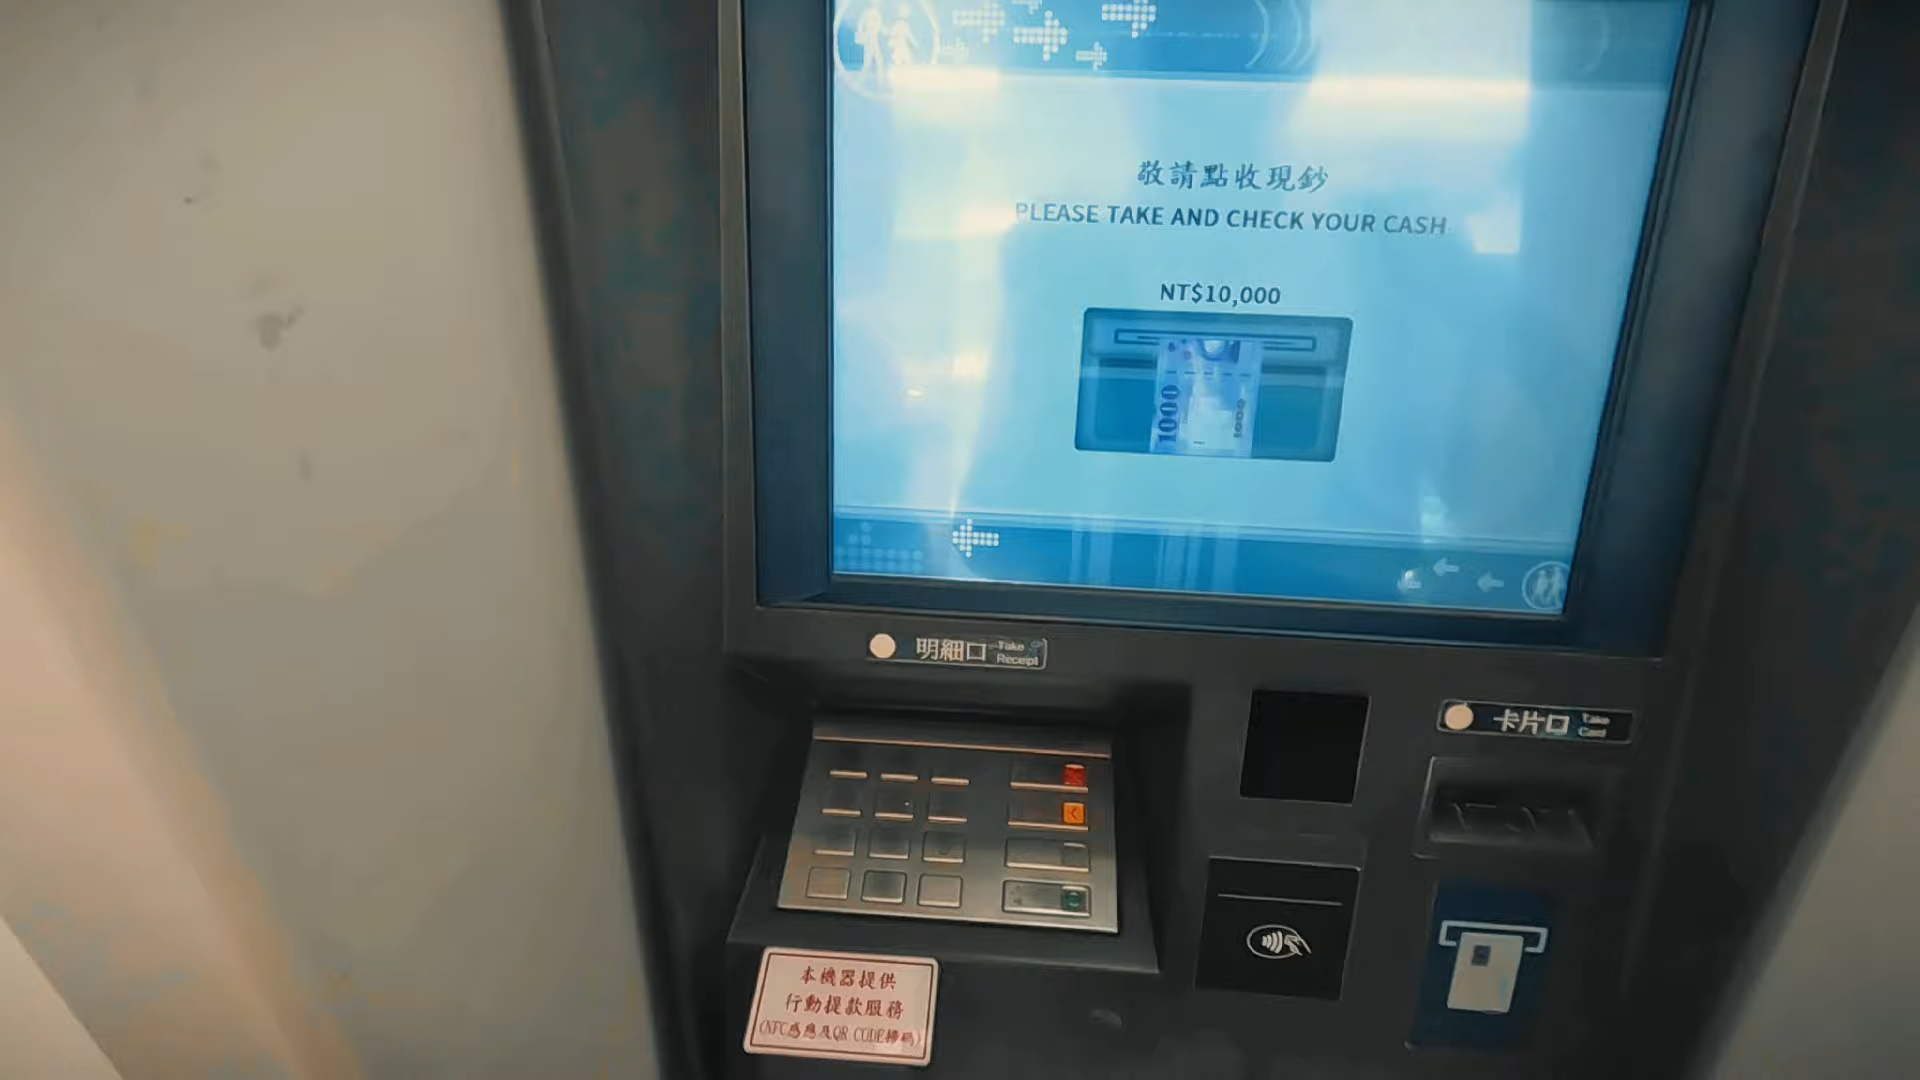 敬請點收現鈔
PLEASE TAKE AND CHECK YOUR CASH
NT$10,000
1000
1000
明細口 Take Receipt
卡片口 Take Card
本機器提供
行動提款服務
(NFC感應及QR CODE掃碼)